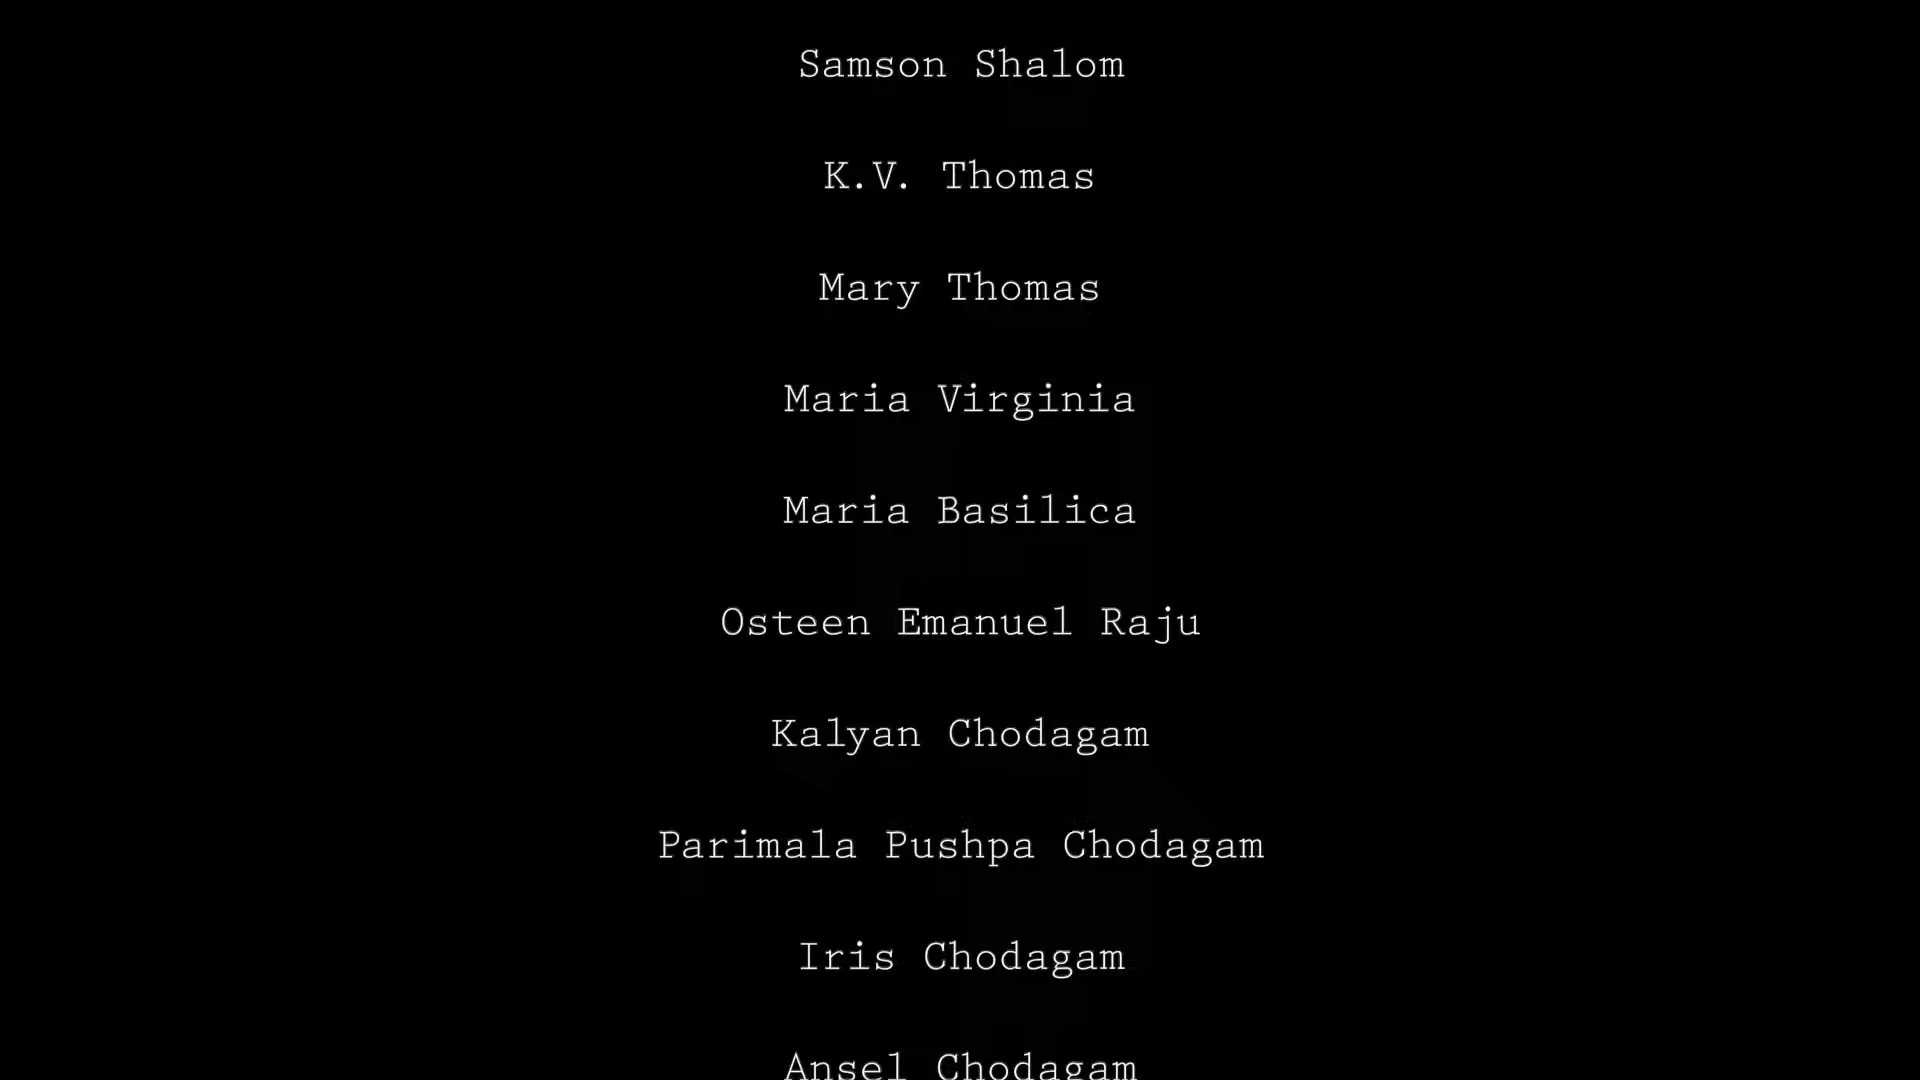 Samson Shalom
K.V. Thomas
Mary Thomas
Maria Virginia
Maria Basilica
Osteen Emanuel Raju
Kalyan Chodagam
Parimala Pushpa Chodagam
Iris Chodagam
Ansel Chodagam